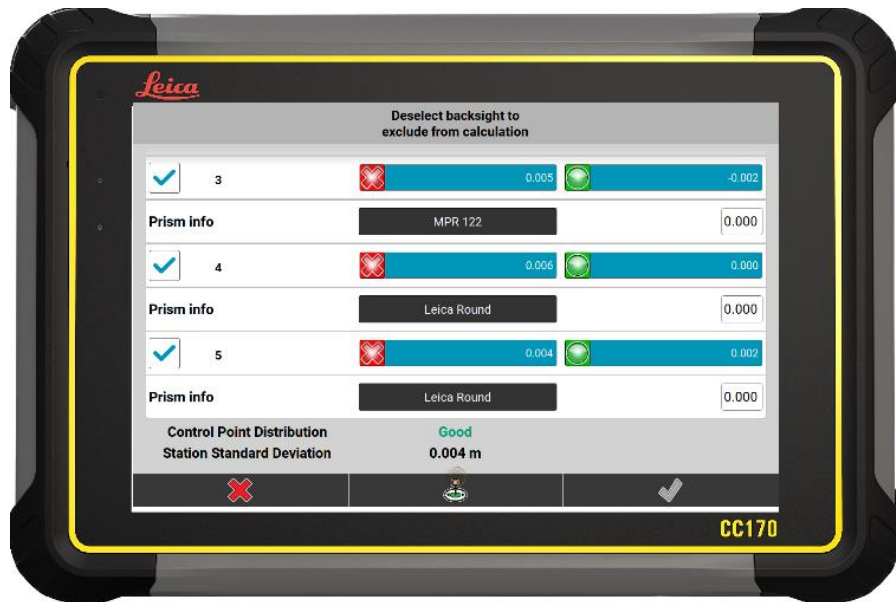 Leica
Deselect backsight to
exclude from calculation
3 0.005 -0.002
Prism info MPR 122 0.000
4 0.006 0.000
Prism info Leica Round 0.000
5 0.004 0.002
Prism info Leica Round 0.000
Control Point Distribution Good
Station Standard Deviation 0.004 m
CC170